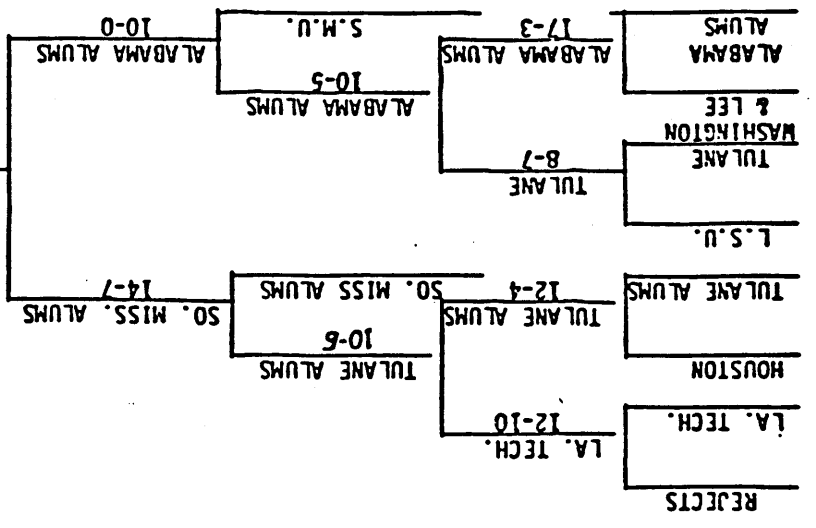 REJECTS
LA. TECH.
HOUSTON
TULANE ALUMS
L.S.U.
TULANE
WASHINGTON
& LEE
ALABAMA
ALUMS
LA. TECH.
12-10
TULANE ALUMS
12-4
TULANE
8-7
ALABAMA ALUMS
17-3
TULANE ALUMS
10-6
SO. MISS ALUMS
ALABAMA ALUMS
10-5
S.M.U.
SO. MISS. ALUMS
14-7
ALABAMA ALUMS
10-0